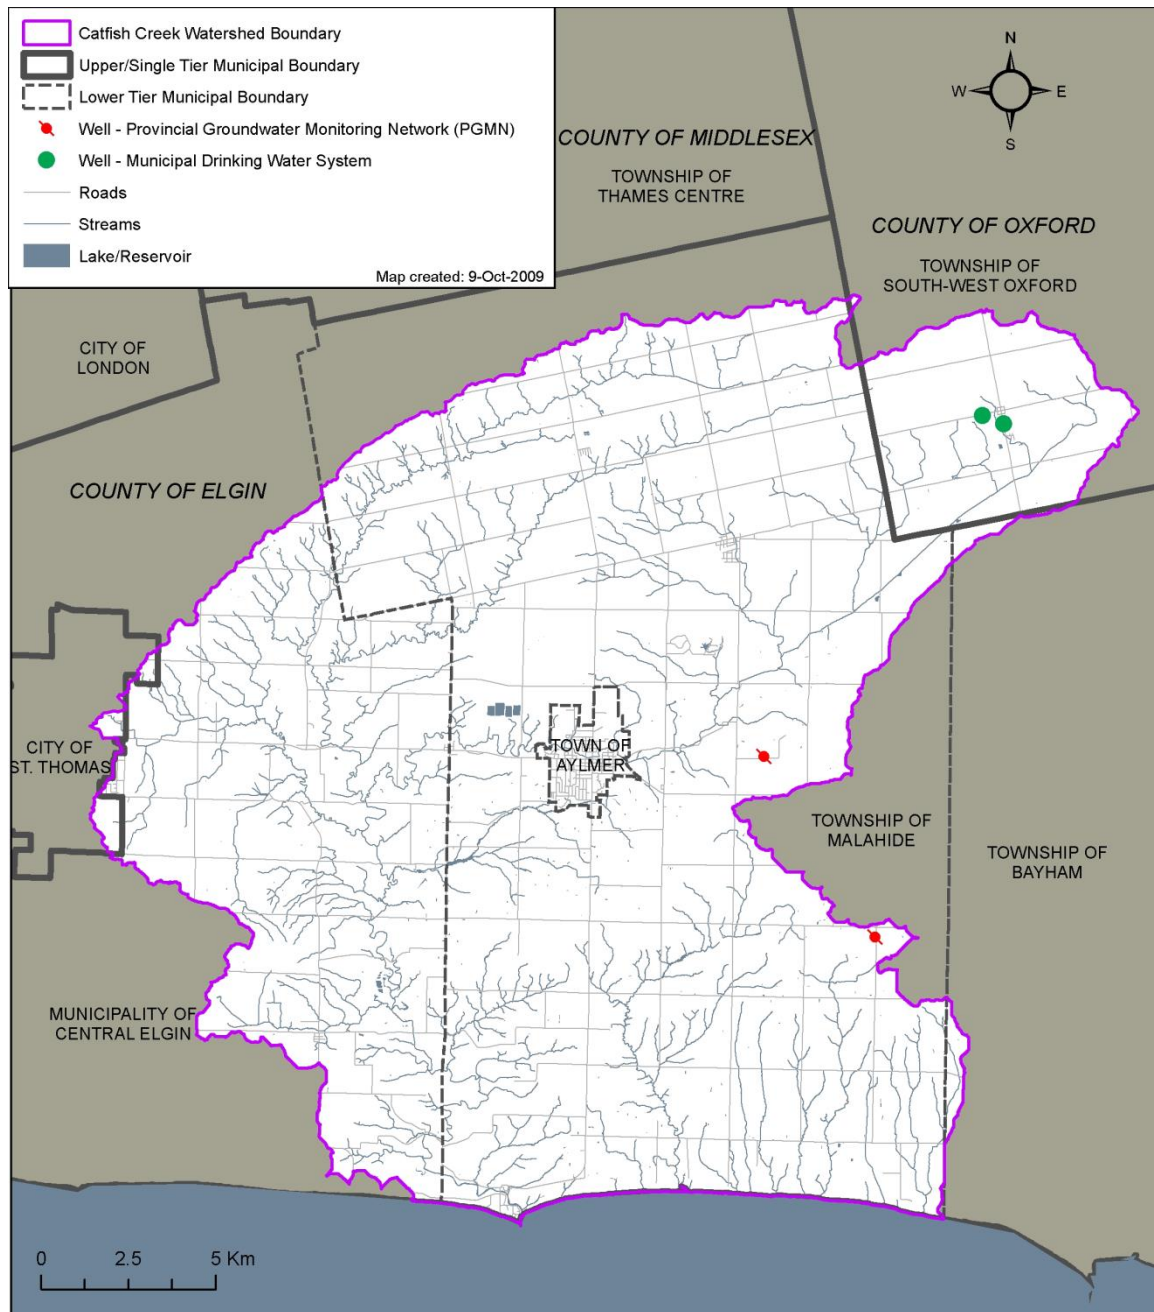 Catfish Creek Watershed Boundary
Upper/Single Tier Municipal Boundary
Lower Tier Municipal Boundary
Well - Provincial Groundwater Monitoring Network (PGMN)
Well - Municipal Drinking Water System
Roads
Streams
Lake/Reservoir
Map created: 9-Oct-2009
N
W
E
S
COUNTY OF MIDDLESEX
TOWNSHIP OF
THAMES CENTRE
COUNTY OF OXFORD
TOWNSHIP OF
SOUTH-WEST OXFORD
CITY OF
LONDON
COUNTY OF ELGIN
CITY OF
ST. THOMAS
TOWN OF
AYLMER
TOWNSHIP OF
MALAHIDE
TOWNSHIP OF
BAYHAM
MUNICIPALITY OF
CENTRAL ELGIN
0 2.5 5 Km